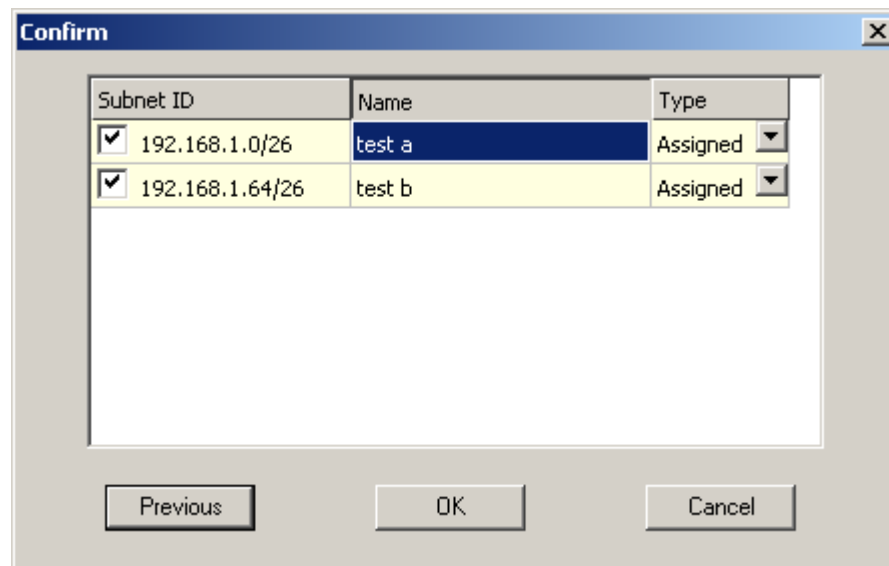 Confirm
Subnet ID Name Type
192.168.1.0/26 test a Assigned
192.168.1.64/26 test b Assigned
Previous OK Cancel